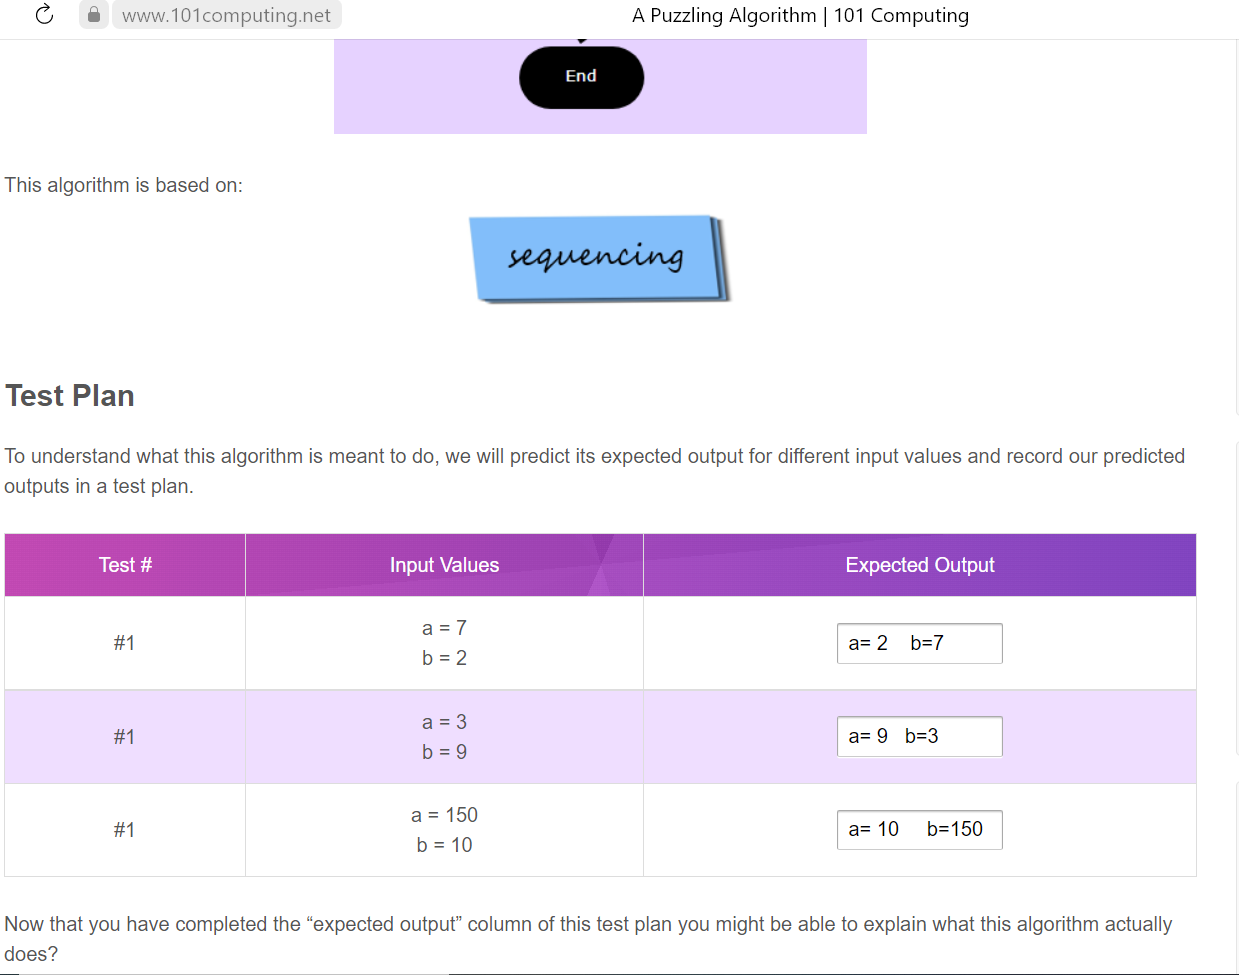 www.101computing.net
A Puzzling Algorithm | 101 Computing
End
This algorithm is based on:
sequencing
Test Plan
To understand what this algorithm is meant to do, we will predict its expected output for different input values and record our predicted
outputs in a test plan.
Test # Input Values Expected Output
#1
a = 7
b = 2
a= 2 b=7
#1
a = 3
b = 9
a= 9 b=3
#1
a = 150
b = 10
a= 10 b=150
Now that you have completed the “expected output” column of this test plan you might be able to explain what this algorithm actually
does?